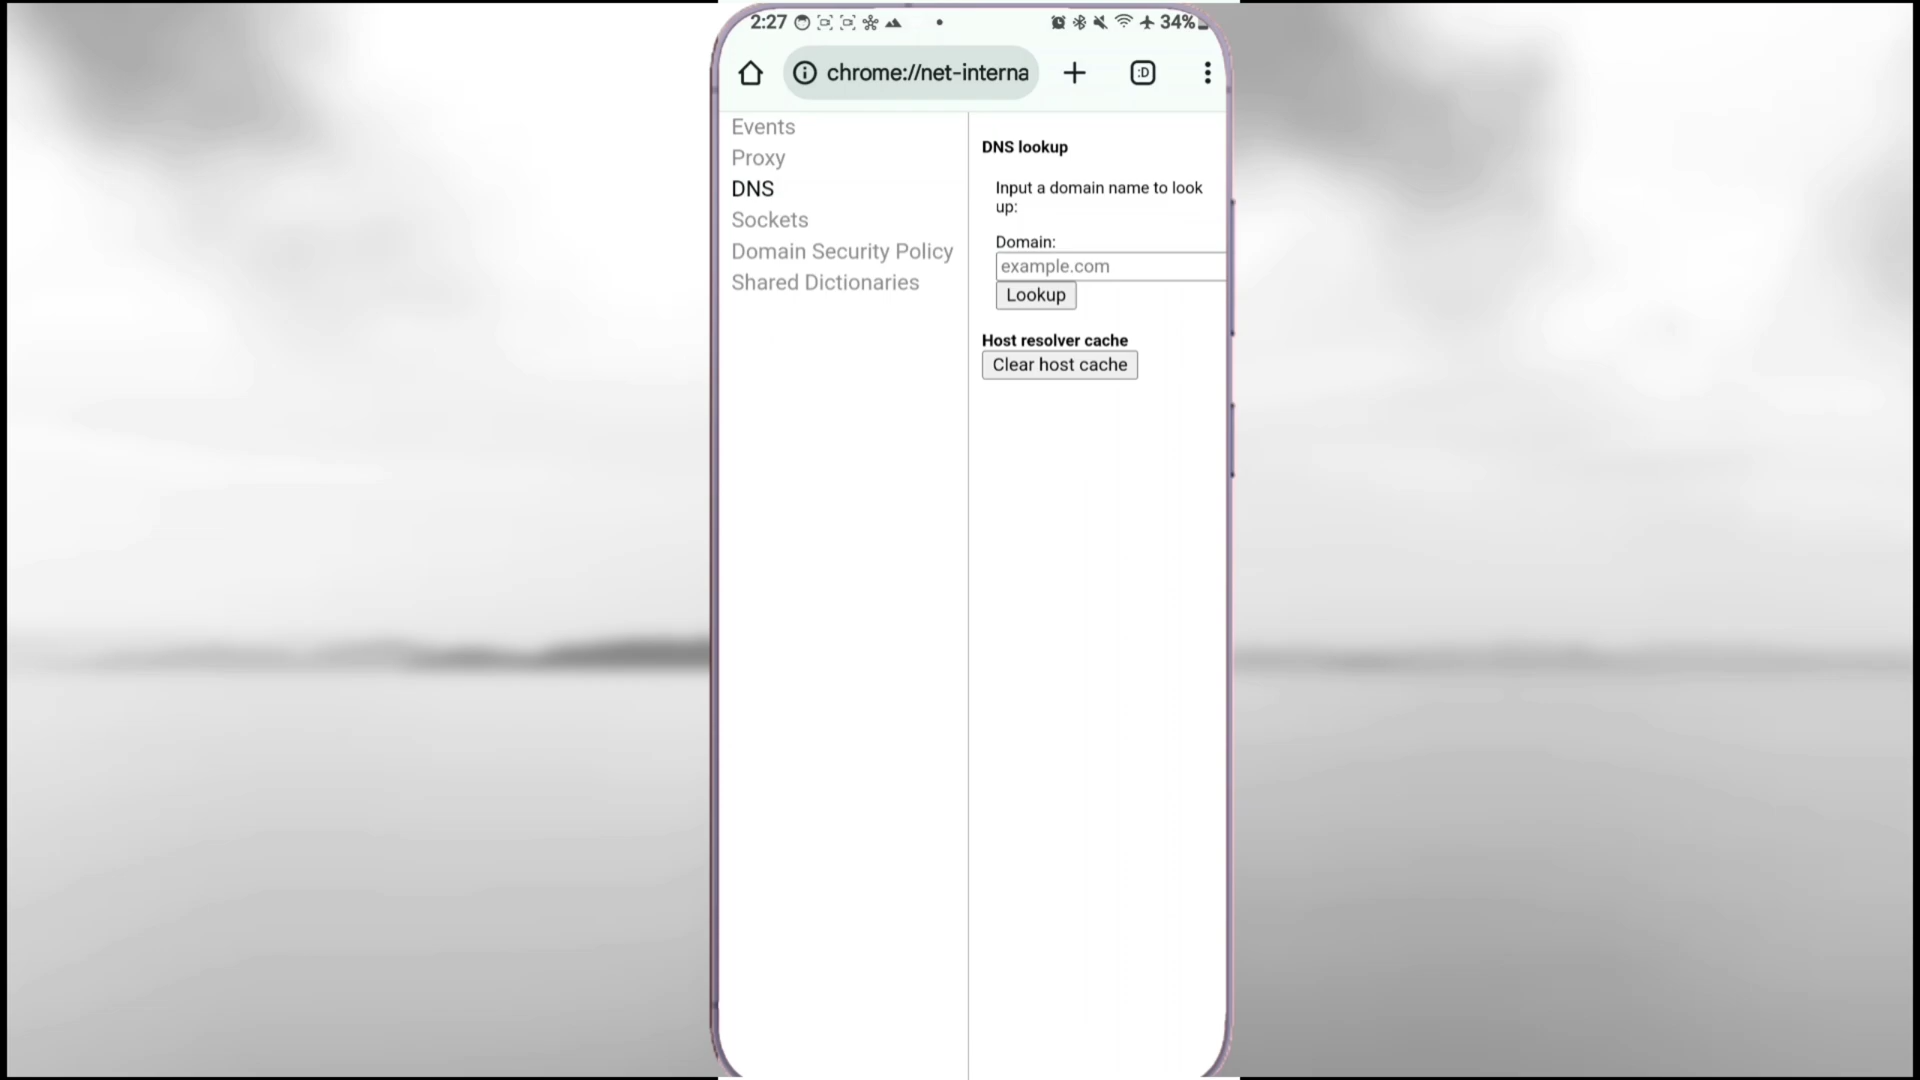 2:27
34%
chrome://net-interna
:D
Events
Proxy
DNS
Sockets
Domain Security Policy
Shared Dictionaries
DNS lookup
Input a domain name to look
up:
Domain:
example.com
Lookup
Host resolver cache
Clear host cache